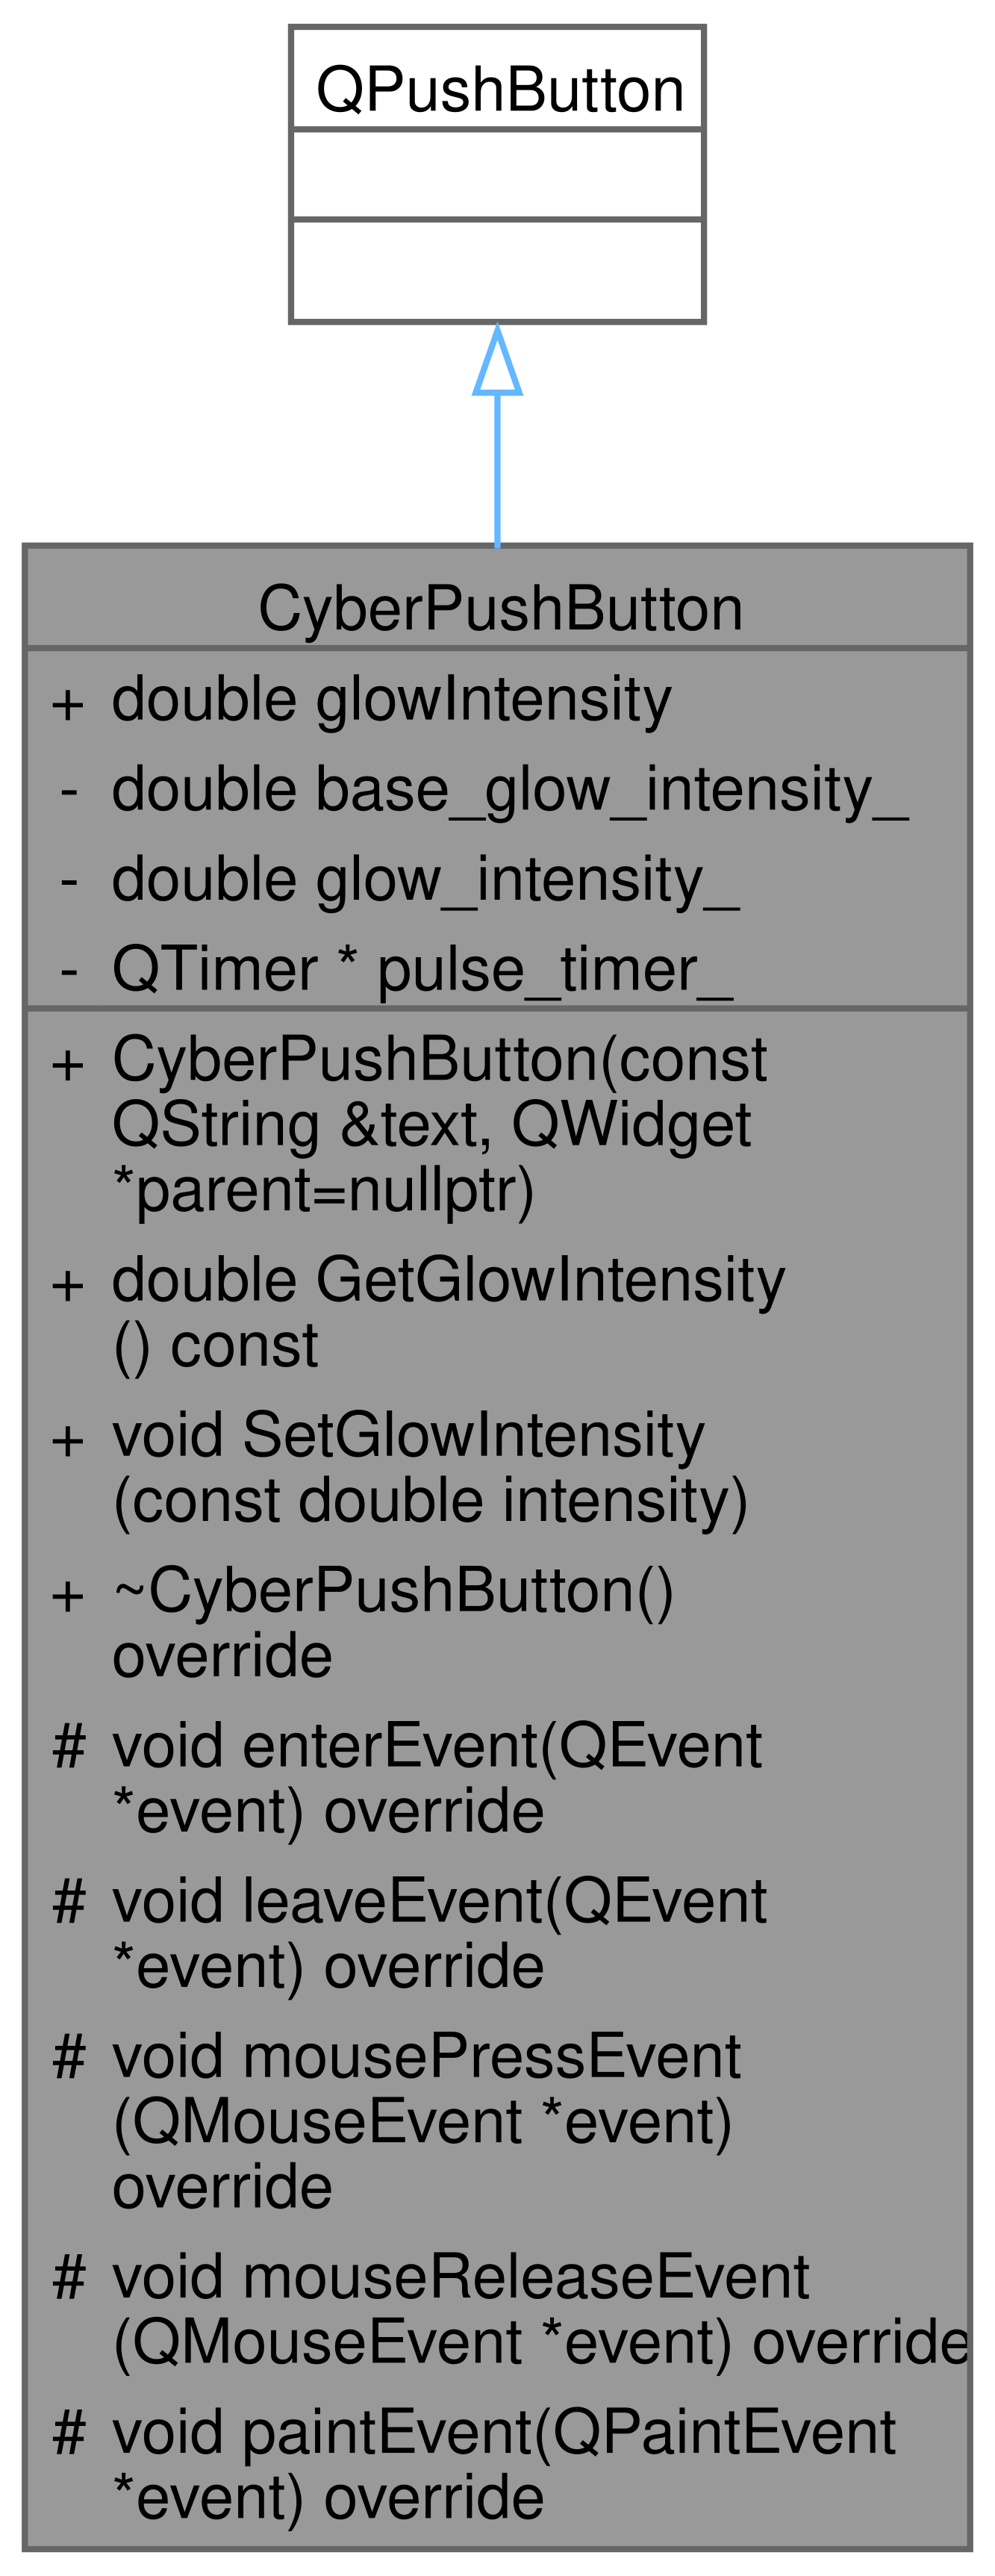 QPushButton
CyberPushButton
+ double glowIntensity
- double base_glow_intensity_
- double glow_intensity_
- QTimer * pulse_timer_
+ CyberPushButton(const
QString &text, QWidget
*parent=nullptr)
+ double GetGlowIntensity
() const
+ void SetGlowIntensity
(const double intensity)
+ ~CyberPushButton()
override
# void enterEvent(QEvent
*event) override
# void leaveEvent(QEvent
*event) override
# void mousePressEvent
(QMouseEvent *event)
override
# void mouseReleaseEvent
(QMouseEvent *event) override
# void paintEvent(QPaintEvent
*event) override